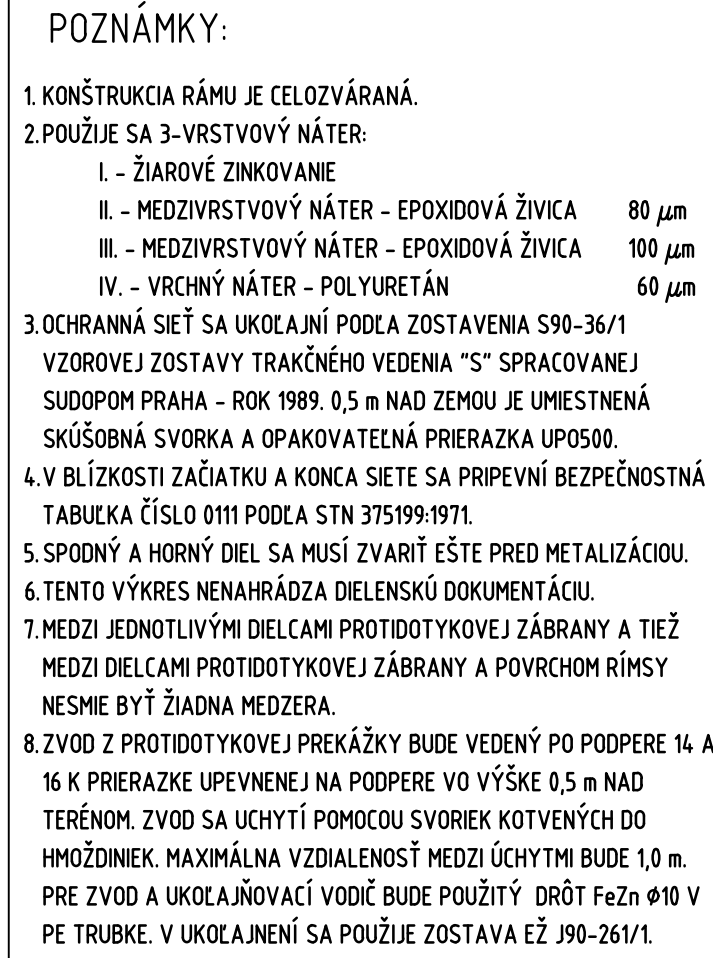 POZNÁMKY:
1. KONŠTRUKCIA RÁMU JE CELOZVÁRANÁ.
2. POUŽIJE SA 3-VRSTVOVÝ NÁTER:
I. - ŽIAROVÉ ZINKOVANIE
II. - MEDZIVRSTVOVÝ NÁTER - EPOXIDOVÁ ŽIVICA 80 μm
III. - MEDZIVRSTVOVÝ NÁTER - EPOXIDOVÁ ŽIVICA 100 μm
IV. - VRCHNÝ NÁTER - POLYURETÁN 60 μm
3. OCHRANNÁ SIEŤ SA UKOĽAJNÍ PODĽA ZOSTAVENIA S90-36/1
VZOROVEJ ZOSTAVY TRAKČNÉHO VEDENIA "S" SPRACOVANEJ
SUDOPOM PRAHA - ROK 1989. 0,5 m NAD ZEMOU JE UMIESTNENÁ
SKÚŠOBNÁ SVORKA A OPAKOVATEĽNÁ PRIERAZKA UPO500.
4. V BLÍZKOSTI ZAČIATKU A KONCA SIETE SA PRIPEVNÍ BEZPEČNOSTNÁ
TABUĽKA ČÍSLO 0111 PODĽA STN 375199:1971.
5. SPODNÝ A HORNÝ DIEL SA MUSÍ ZVARIŤ EŠTE PRED METALIZÁCIOU.
6. TENTO VÝKRES NENAHRÁDZA DIELENSKÚ DOKUMENTÁCIU.
7. MEDZI JEDNOTLIVÝMI DIELCAMI PROTIDOTYKOVEJ ZÁBRANY A TIEŽ
MEDZI DIELCAMI PROTIDOTYKOVEJ ZÁBRANY A POVRCHOM RÍMSY
NESMIE BYŤ ŽIADNA MEDZERA.
8. ZVOD Z PROTIDOTYKOVEJ PREKÁŽKY BUDE VEDENÝ PO PODPERE 14 A
16 K PRIERAZKE UPEVNENEJ NA PODPERE VO VÝŠKE 0,5 m NAD
TERÉNOM. ZVOD SA UCHYTÍ POMOCOU SVORIEK KOTVENÝCH DO
HMOŽDINIEK. MAXIMÁLNA VZDIALENOSŤ MEDZI ÚCHYTMI BUDE 1,0 m.
PRE ZVOD A UKOĽAJŇOVACÍ VODIČ BUDE POUŽITÝ DRÔT FeZn Ø10 V
PE TRUBKE. V UKOĽAJNENÍ SA POUŽIJE ZOSTAVA EŽ J90-261/1.